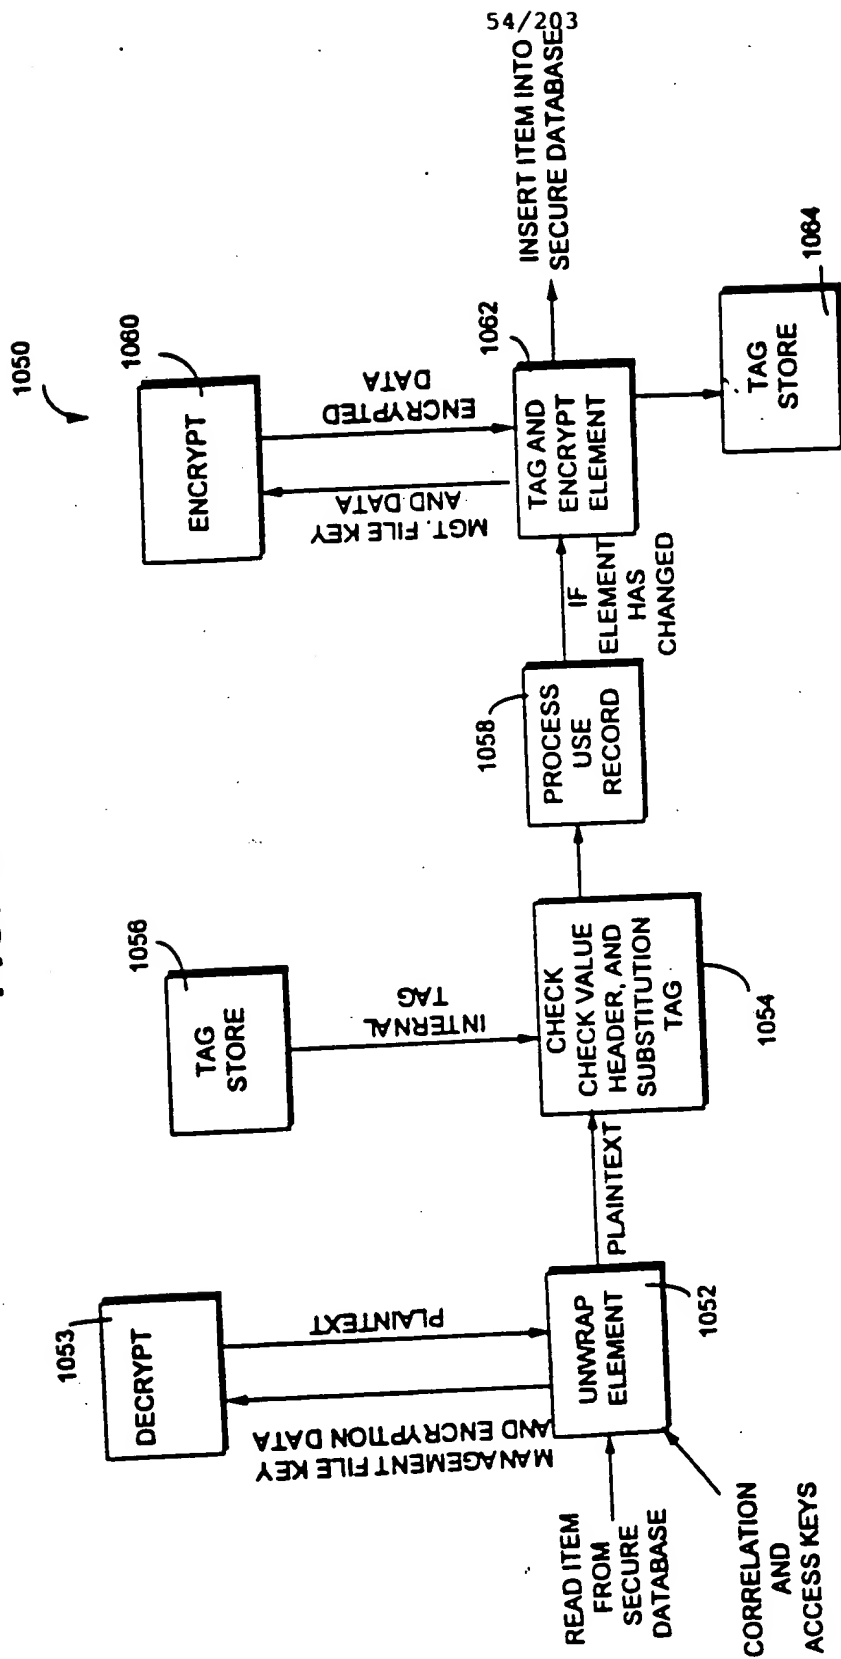 54/203
1050
READ ITEM
FROM
SECURE
DATABASE
CORRELATION
AND
ACCESS KEYS
1053
DECRYPT
MANAGEMENT FILE KEY
AND ENCRYPTION DATA
PLAINTEXT
UNWRAP
ELEMENT
1052
PLAINTEXT
1056
TAG
STORE
INTERNAL
TAG
CHECK
CHECK VALUE
HEADER, AND
SUBSTITUTION
TAG
1054
1058
PROCESS
USE
RECORD
IF
ELEMENT
HAS
CHANGED
1060
ENCRYPT
MGT. FILE KEY
AND DATA
ENCRYPTED
DATA
1062
TAG AND
ENCRYPT
ELEMENT
INSERT ITEM INTO
SECURE DATABASE
TAG
STORE
1064